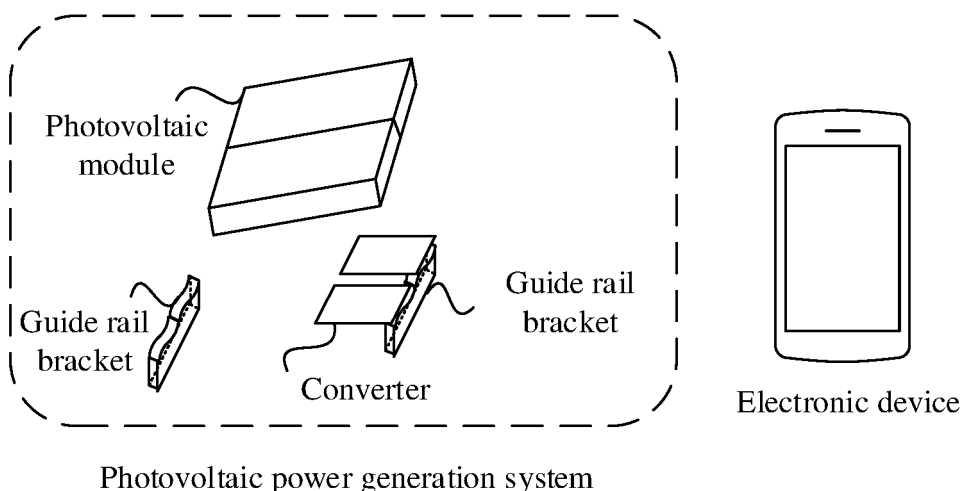 Photovoltaic
module
Guide rail
bracket
Guide rail
bracket
Converter
Electronic device
Photovoltaic power generation system